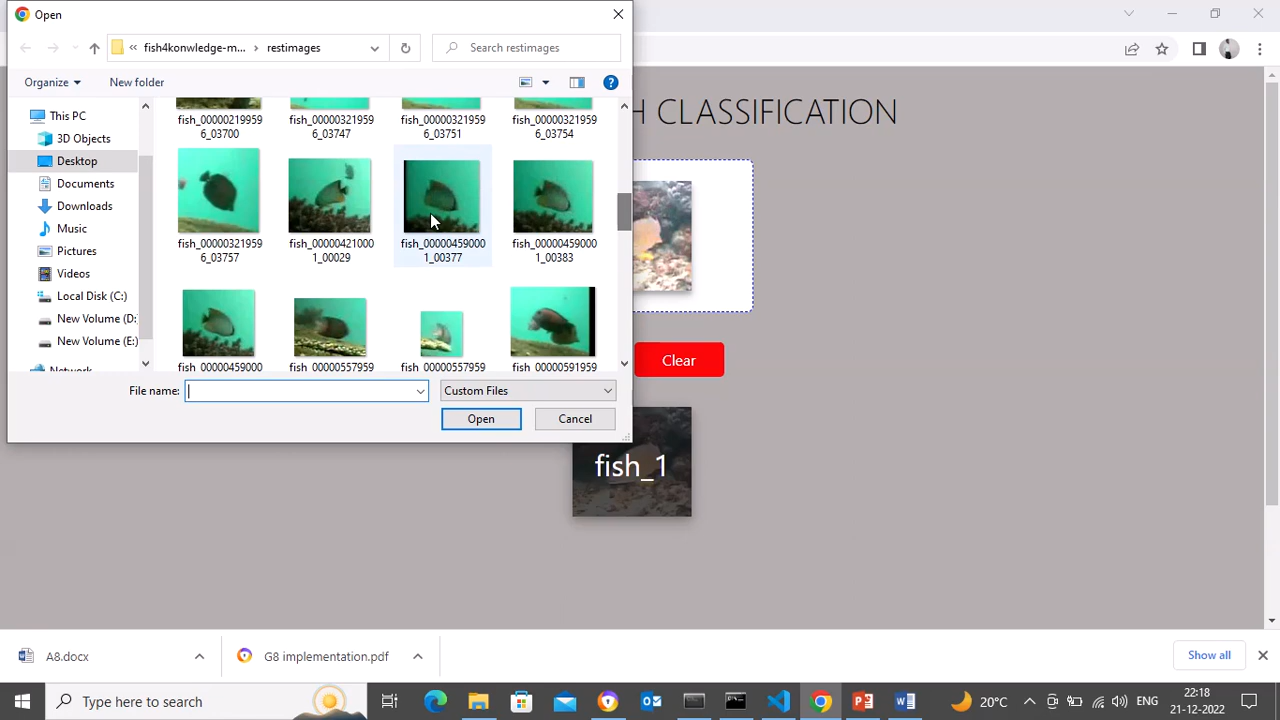 Open
fish4konwledge-m... restimages Search restimages
Organize New folder
This PC
3D Objects
Desktop
Documents
Downloads
Music
Pictures
Videos
Local Disk (C:)
New Volume (D:
New Volume (E:)
Network
fish_00000219959
6_03700
fish_00000321959
6_03747
fish_00000321959
6_03751
fish_00000321959
6_03754
fish_00000321959
6_03757
fish_00000421000
1_00029
fish_00000459000
1_00377
fish_00000459000
1_00383
fish_00000459000
fish_00000557959
fish_00000557959
fish_00000591959
File name: Custom Files
Open Cancel
H CLASSIFICATION
Clear
fish_1
A8.docx G8 implementation.pdf Show all
Type here to search 20°C ENG 22:18
21-12-2022